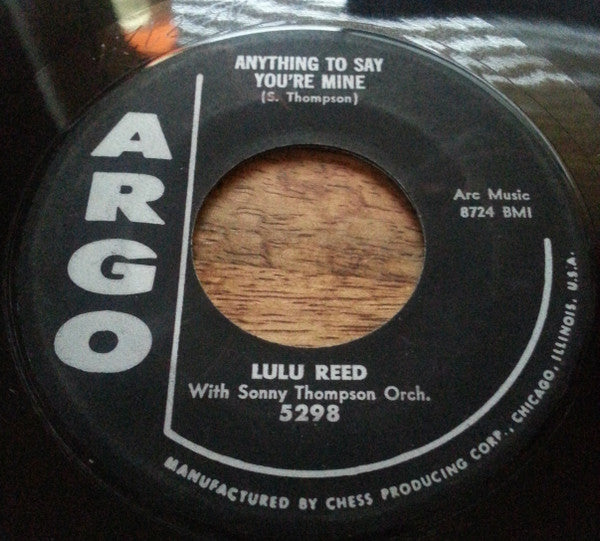 ANYTHING TO SAY
YOU'RE MINE
(S. Thompson)
ARGO
Arc Music
8724 BMI
LULU REED
With Sonny Thompson Orch.
5298
MANUFACTURED BY CHESS PRODUCING CORP., CHICAGO, ILLINOIS, U.S.A.